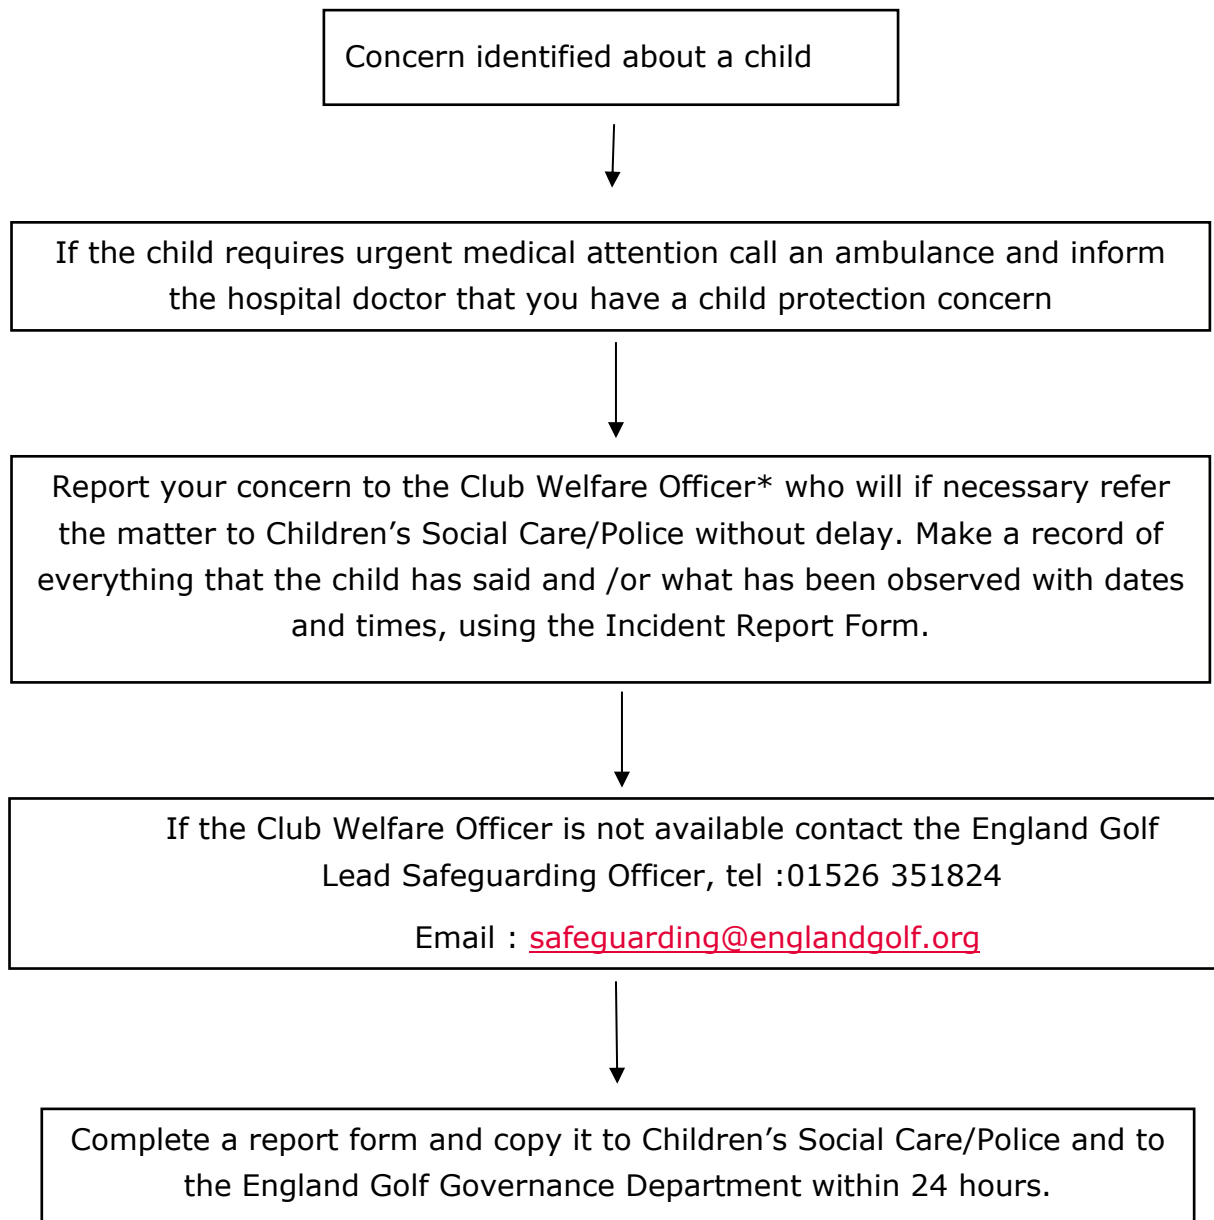 Concern identified about a child
If the child requires urgent medical attention call an ambulance and inform
the hospital doctor that you have a child protection concern
Report your concern to the Club Welfare Officer* who will if necessary refer
the matter to Children’s Social Care/Police without delay. Make a record of
everything that the child has said and /or what has been observed with dates
and times, using the Incident Report Form.
If the Club Welfare Officer is not available contact the England Golf
Lead Safeguarding Officer, tel :01526 351824
Email : safeguarding@englandgolf.org
Complete a report form and copy it to Children’s Social Care/Police and to
the England Golf Governance Department within 24 hours.